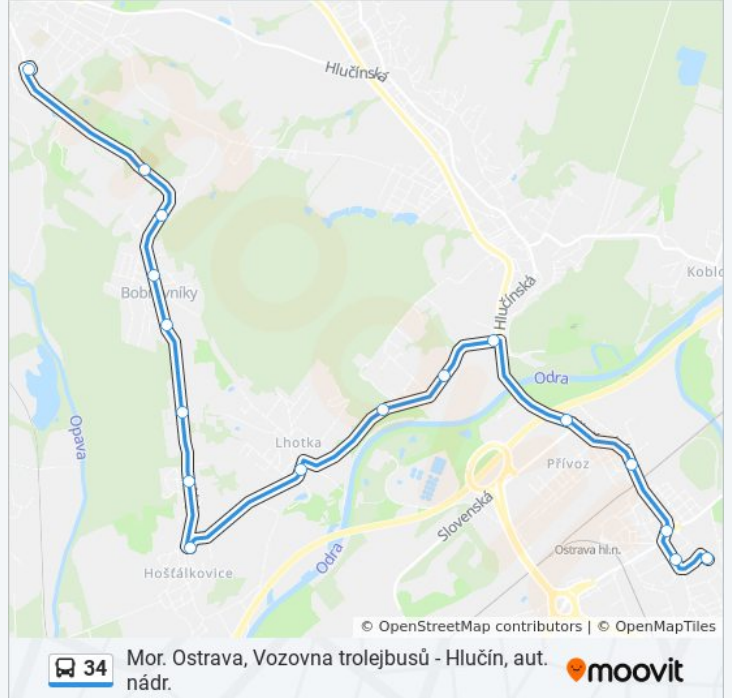 Hlučínská
Koblo
Bobrovníky
Hlučínská
Odra
Opava
Lhotka
Přívoz
Slovenská
Ostrava hl.n.
Odra
Hošťálkovice
© OpenStreetMap contributors | © OpenMapTiles
34
Mor. Ostrava, Vozovna trolejbusů - Hlučín, aut.
nádr.
moovit